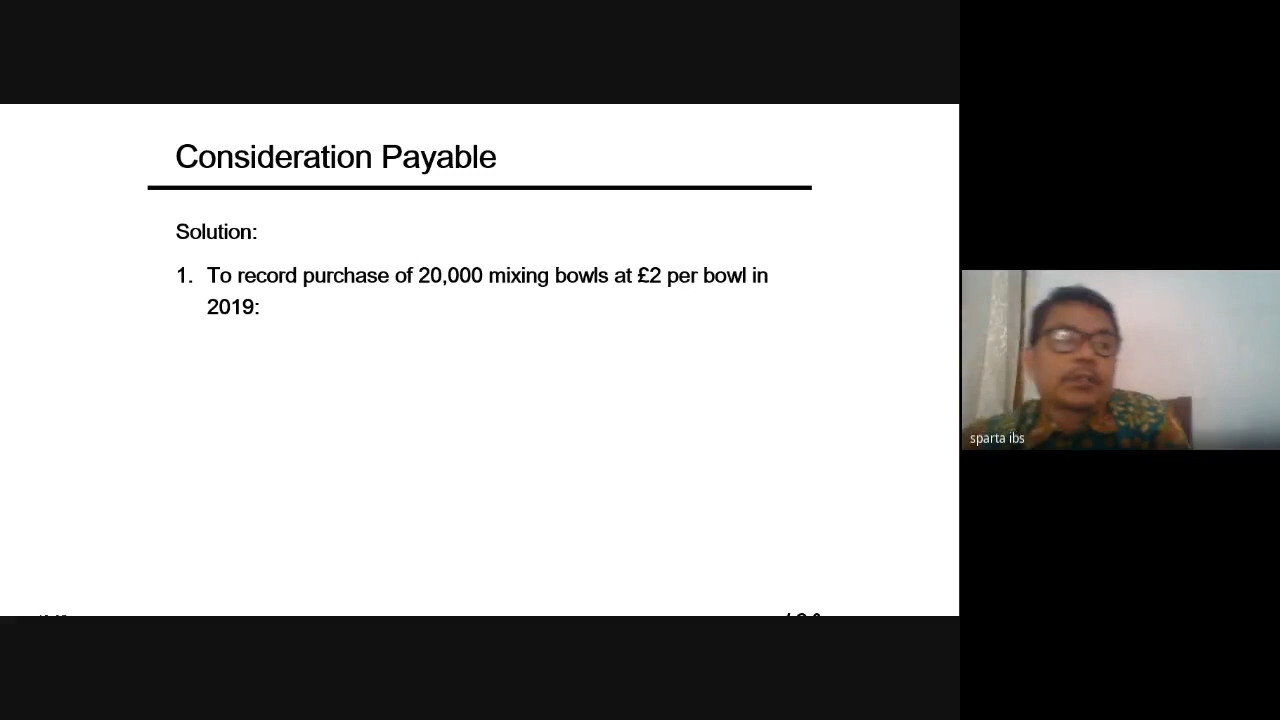 Consideration Payable
Solution:
1. To record purchase of 20,000 mixing bowls at £2 per bowl in
2019:
sparta ibs